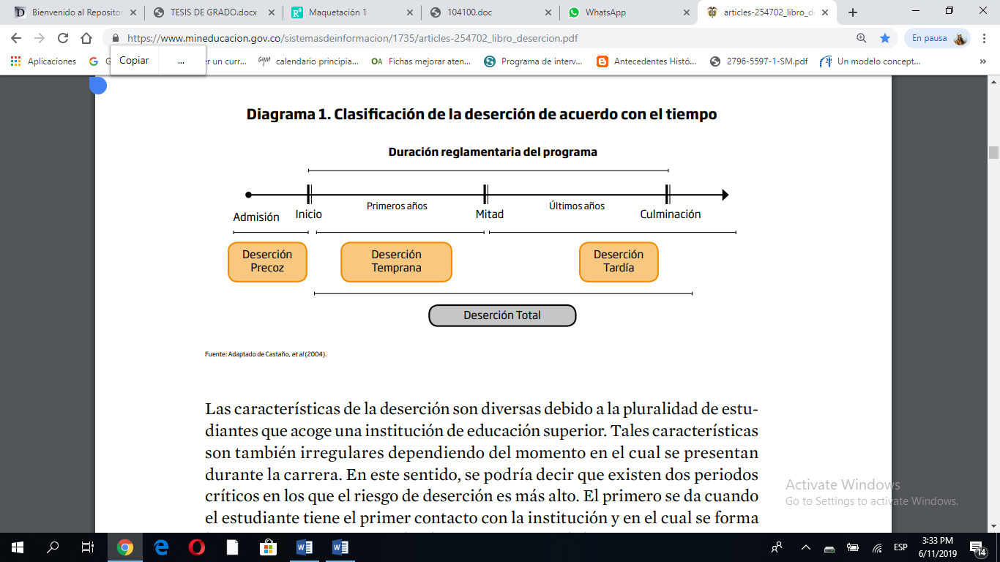 Bienvenido al Repositor
TESIS DE GRADO.docx
Maquetación 1
104100.doc
WhatsApp
articles-254702_libro_de
https://www.mineducacion.gov.co/sistemasdeinformacion/1735/articles-254702_libro_desercion.pdf
En pausa
Aplicaciones
G
Copiar
...
er un curr...
calendario principia...
OA
Fichas mejorar aten...
Programa de interv...
Antecedentes Histó...
2796-5597-1-SM.pdf
Un modelo concept...
»
Diagrama 1. Clasificación de la deserción de acuerdo con el tiempo
Duración reglamentaria del programa
Primeros años
Últimos años
Admisión
Inicio
Mitad
Culminación
Deserción
Precoz
Deserción
Temprana
Deserción
Tardía
Deserción Total
Fuente: Adaptado de Castaño, et al (2004).
Las características de la deserción son diversas debido a la pluralidad de estu-
diantes que acoge una institución de educación superior. Tales características
son también irregulares dependiendo del momento en el cual se presentan
durante la carrera. En este sentido, se podría decir que existen dos periodos
críticos en los que el riesgo de deserción es más alto. El primero se da cuando
el estudiante tiene el primer contacto con la institución y en el cual se forma
Activate Windows
Go to Settings to activate Windows.
ESP
3:33 PM
6/11/2019
14